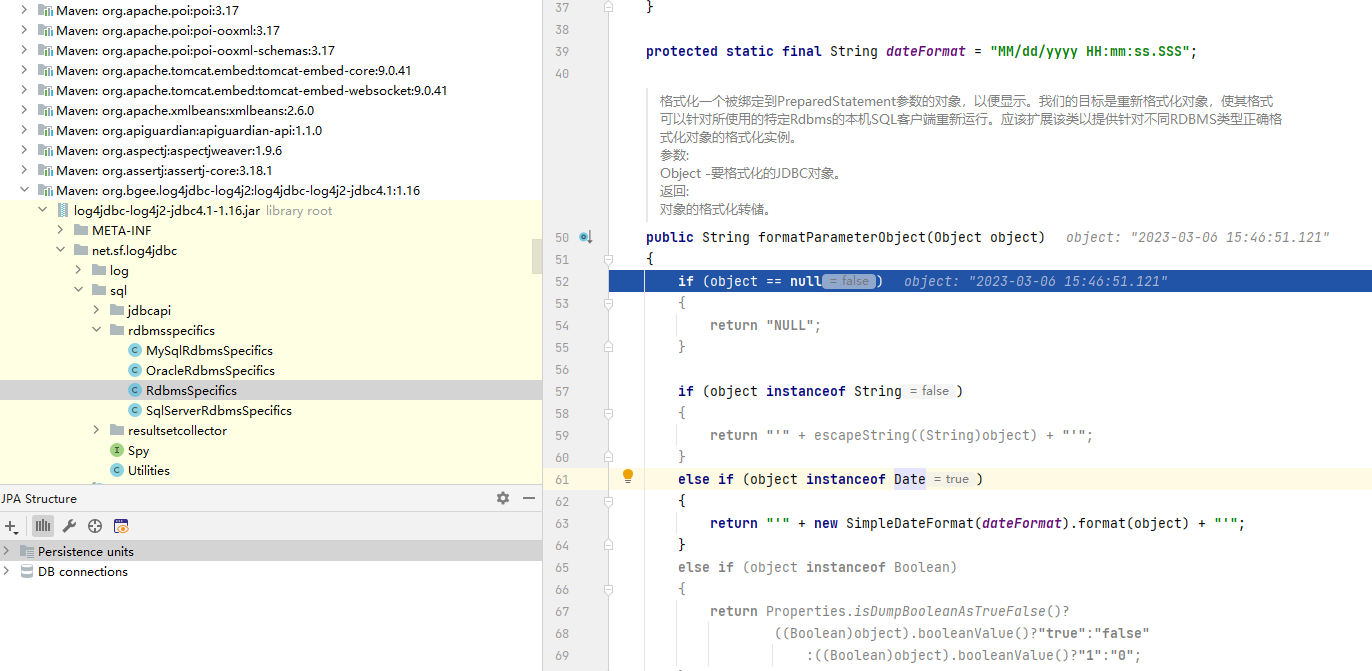 Maven: org.apache.poi:poi:3.17
Maven: org.apache.poi:poi-ooxml:3.17
Maven: org.apache.poi:poi-ooxml-schemas:3.17
Maven: org.apache.tomcat.embed:tomcat-embed-core:9.0.41
Maven: org.apache.tomcat.embed:tomcat-embed-websocket:9.0.41
Maven: org.apache.xmlbeans:xmlbeans:2.6.0
Maven: org.apiguardian:apiguardian-api:1.1.0
Maven: org.aspectj:aspectjweaver:1.9.6
Maven: org.assertj:assertj-core:3.18.1
Maven: org.bgee.log4jdbc-log4j2:log4jdbc-log4j2-jdbc4.1:1.16
log4jdbc-log4j2-jdbc4.1-1.16.jar library root
META-INF
net.sf.log4jdbc
log
sql
jdbcapi
rdbmsspecifics
MySqlRdbmsSpecifics
OracleRdbmsSpecifics
RdbmsSpecifics
SqlServerRdbmsSpecifics
resultsetcollector
Spy
Utilities
JPA Structure
Persistence units
DB connections
37 }
38
39 protected static final String dateFormat = "MM/dd/yyyy HH:mm:ss.SSS";
40
格式化一个被绑定到PreparedStatement参数的对象，以便显示。我们的目标是重新格式化对象，使其格式
可以针对所使用的特定Rdbms的本机SQL客户端重新运行。应该扩展该类以提供针对不同RDBMS类型正确格
式化对象的格式化实例。
参数:
Object -要格式化的JDBC对象。
返回:
对象的格式化转储。
50 public String formatParameterObject(Object object) object: "2023-03-06 15:46:51.121"
51 {
52 if (object == null = false ) object: "2023-03-06 15:46:51.121"
53 {
54 return "NULL";
55 }
56
57 if (object instanceof String = false )
58 {
59 return "'" + escapeString((String)object) + "'";
60 }
61 else if (object instanceof Date = true )
62 {
63 return "'" + new SimpleDateFormat(dateFormat).format(object) + "'";
64 }
65 else if (object instanceof Boolean)
66 {
67 return Properties.isDumpBooleanAsTrueFalse()?
68 ((Boolean)object).booleanValue()?"true":"false"
69 :((Boolean)object).booleanValue()?"1":"0";